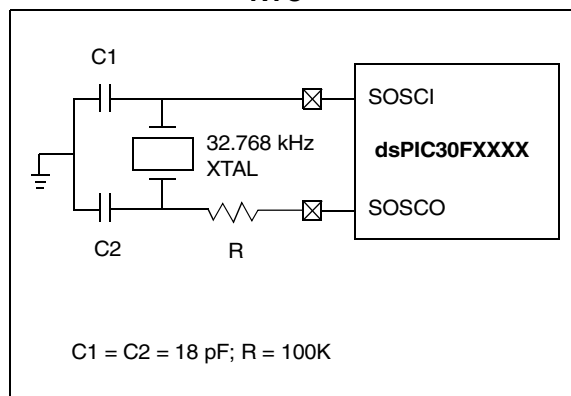 C1
SOSCI
32.768 kHz
XTAL
dsPIC30FXXXX
SOSCO
C2
R
C1 = C2 = 18 pF; R = 100K